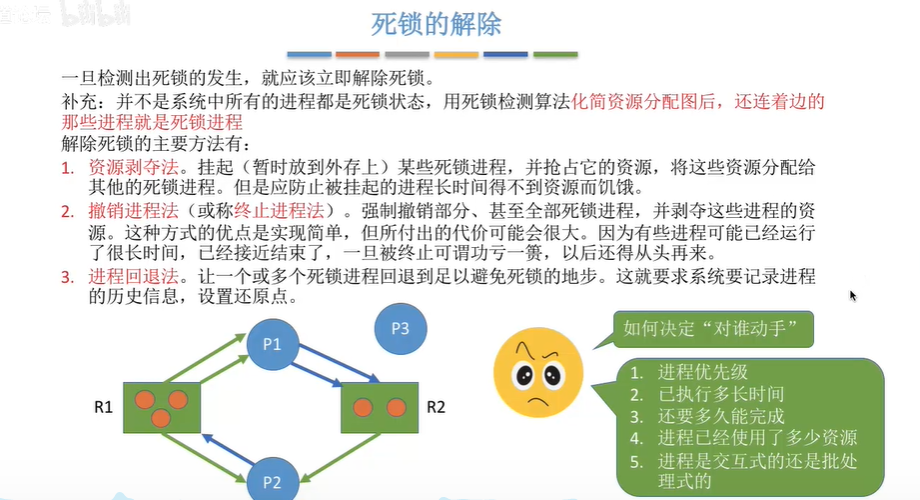 死锁的解除
一旦检测出死锁的发生，就应该立即解除死锁。
补充：并不是系统中所有的进程都是死锁状态，用死锁检测算法化简资源分配图后，还连着边的
那些进程就是死锁进程
解除死锁的主要方法有：
1. 资源剥夺法。挂起（暂时放到外存上）某些死锁进程，并抢占它的资源，将这些资源分配给
其他的死锁进程。但是应防止被挂起的进程长时间得不到资源而饥饿。
2. 撤销进程法（或称终止进程法）。强制撤销部分、甚至全部死锁进程，并剥夺这些进程的资
源。这种方式的优点是实现简单，但所付出的代价可能会很大。因为有些进程可能已经运行
了很长时间，已经接近结束了，一旦被终止可谓功亏一篑，以后还得从头再来。
3. 进程回退法。让一个或多个死锁进程回退到足以避免死锁的地步。这就要求系统要记录进程
的历史信息，设置还原点。
P1
P3
R1
R2
P2
如何决定“对谁动手”
1. 进程优先级
2. 已执行多长时间
3. 还要多久能完成
4. 进程已经使用了多少资源
5. 进程是交互式的还是批处
理式的